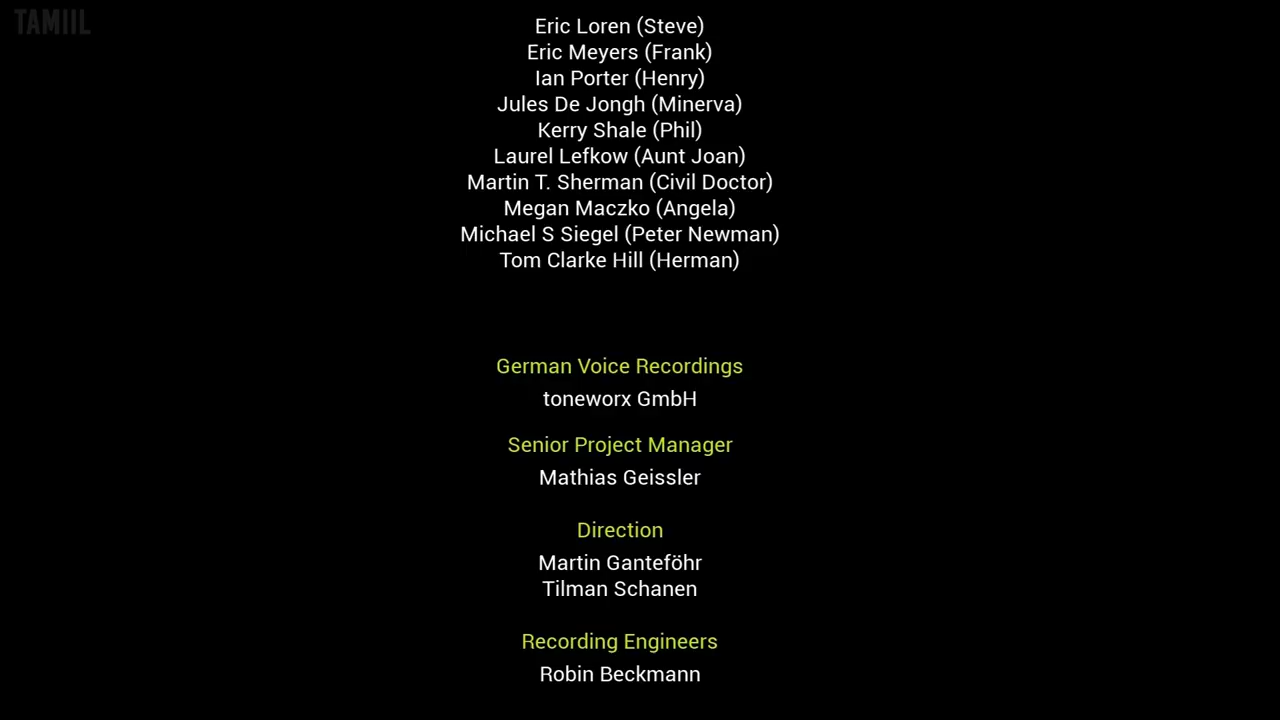 TAMIIL
Eric Loren (Steve)
Eric Meyers (Frank)
Ian Porter (Henry)
Jules De Jongh (Minerva)
Kerry Shale (Phil)
Laurel Lefkow (Aunt Joan)
Martin T. Sherman (Civil Doctor)
Megan Maczko (Angela)
Michael S Siegel (Peter Newman)
Tom Clarke Hill (Herman)
German Voice Recordings
toneworx GmbH
Senior Project Manager
Mathias Geissler
Direction
Martin Ganteföhr
Tilman Schanen
Recording Engineers
Robin Beckmann